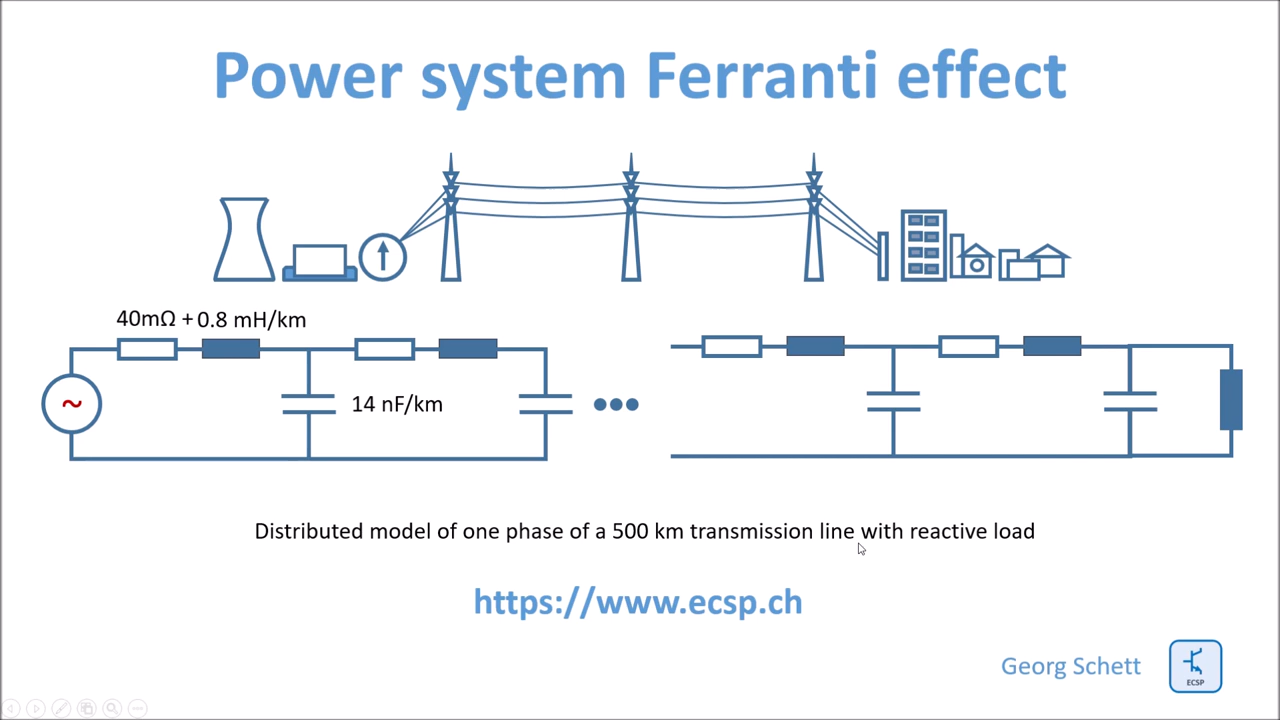 Power system Ferranti effect
40mΩ + 0.8 mH/km
~
14 nF/km
Distributed model of one phase of a 500 km transmission line with reactive load
https://www.ecsp.ch
Georg Schett
ECSP